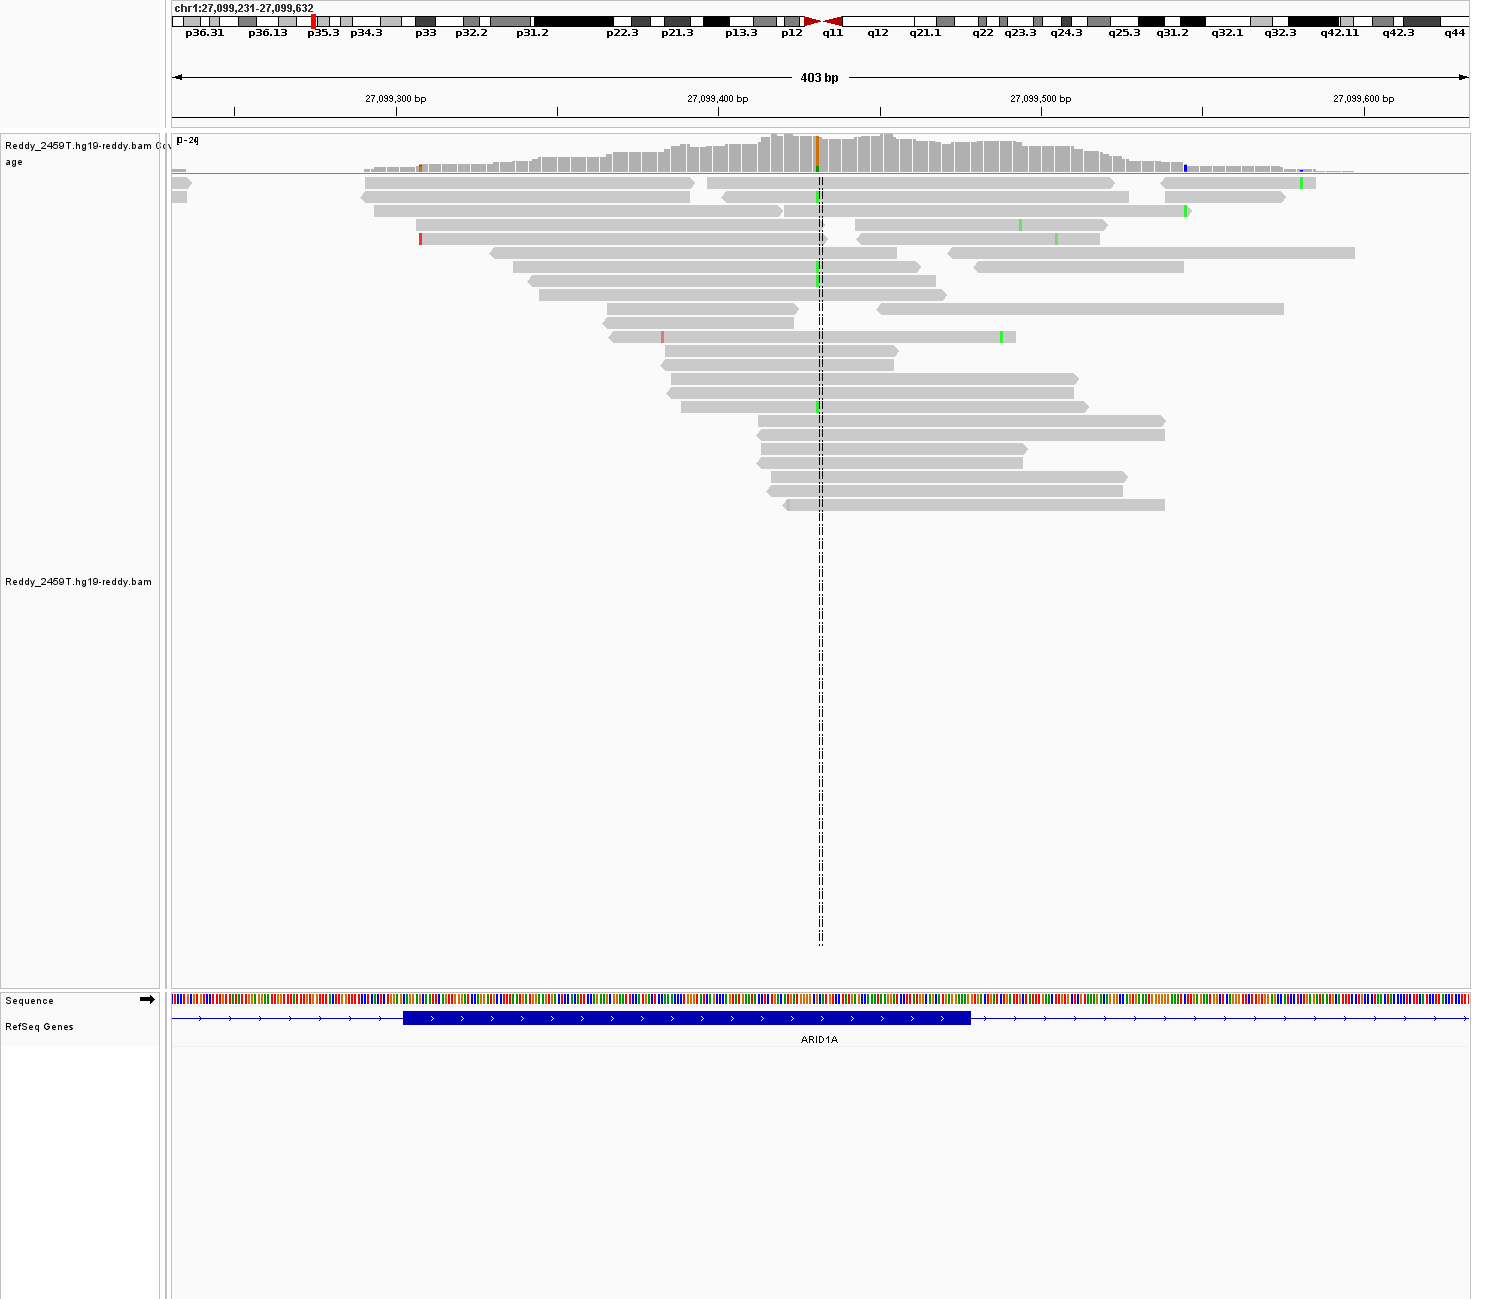 chr1:27,099,231-27,099,632
p36.31 p36.13 p35.3 p34.3 p33 p32.2 p31.2 p22.3 p21.3 p13.3 p12 q11 q12 q21.1 q22 q23.3 q24.3 q25.3 q31.2 q32.1 q32.3 q42.11 q42.3 q44
403 bp
27,099,300 bp 27,099,400 bp 27,099,500 bp 27,099,600 bp
Reddy_2459T.hg19-reddy.bam Cov
age
Reddy_2459T.hg19-reddy.bam
Sequence
RefSeq Genes
ARID1A